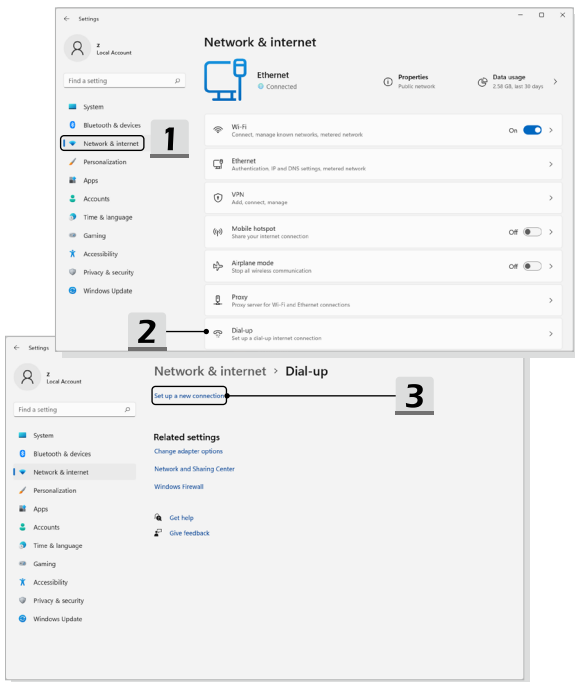 Settings
z
Local Account
Find a setting
System
Bluetooth & devices
Network & internet
Personalization
Apps
Accounts
Time & language
Gaming
Accessibility
Privacy & security
Windows Update
1
Network & internet
Ethernet
Connected
Properties
Public network
Data usage
2.58 GB, last 30 days
Wi-Fi
Connect, manage known networks, metered network
On
Ethernet
Authentication, IP and DNS settings, metered network
VPN
Add, connect, manage
Mobile hotspot
Share your internet connection
Off
Airplane mode
Stop all wireless communication
Off
Proxy
Proxy server for Wi-Fi and Ethernet connections
2
Dial-up
Set up a dial-up internet connection
Settings
z
Local Account
Find a setting
System
Bluetooth & devices
Network & internet
Personalization
Apps
Accounts
Time & language
Gaming
Accessibility
Privacy & security
Windows Update
Network & internet > Dial-up
Set up a new connection
3
Related settings
Change adapter options
Network and Sharing Center
Windows Firewall
Get help
Give feedback